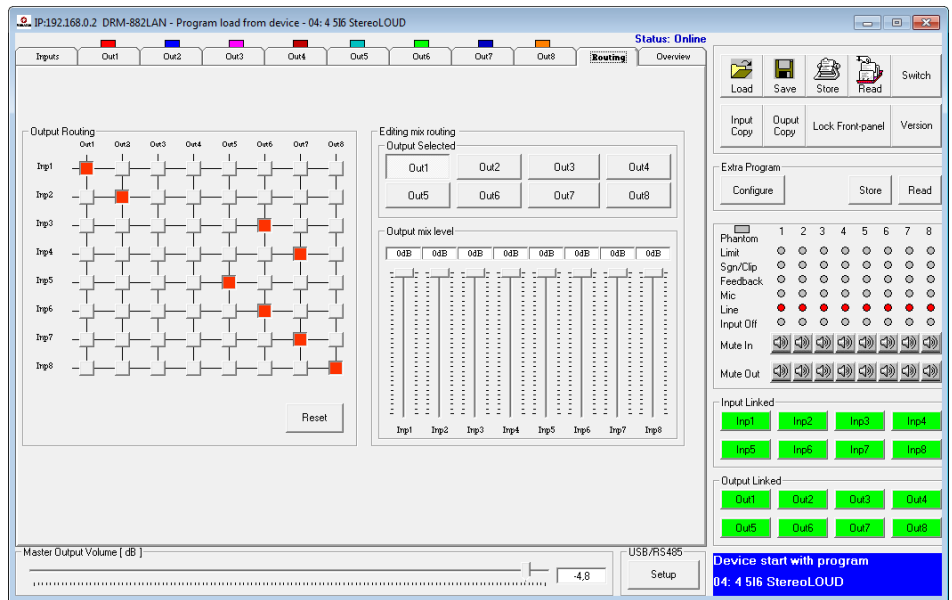 IP:192.168.0.2 DRM-882LAN - Program load from device - 04: 4 5I6 StereoLOUD
Status: Online
Inputs Out1 Out2 Out3 Out4 Out5 Out6 Out7 Out8 Routing Overview
Output Routing
Out1 Out2 Out3 Out4 Out5 Out6 Out7 Out8
Inp1
Inp2
Inp3
Inp4
Inp5
Inp6
Inp7
Inp8
Reset
Editing mix routing
Output Selected
Out1 Out2 Out3 Out4
Out5 Out6 Out7 Out8
Output mix level
0dB 0dB 0dB 0dB 0dB 0dB 0dB 0dB
Inp1 Inp2 Inp3 Inp4 Inp5 Inp6 Inp7 Inp8
Master Output Volume [ dB ]
-4,8
USB/RS485
Setup
Load Save Store Read Switch
Input Copy Ouput Copy Lock Front-panel Version
Extra Program
Configure Store Read
1 2 3 4 5 6 7 8
Phantom
Limit
Sgn/Clip
Feedback
Mic
Line
Input Off
Mute In
Mute Out
Input Linked
Inp1 Inp2 Inp3 Inp4
Inp5 Inp6 Inp7 Inp8
Output Linked
Out1 Out2 Out3 Out4
Out5 Out6 Out7 Out8
Device start with program
04: 4 5I6 StereoLOUD